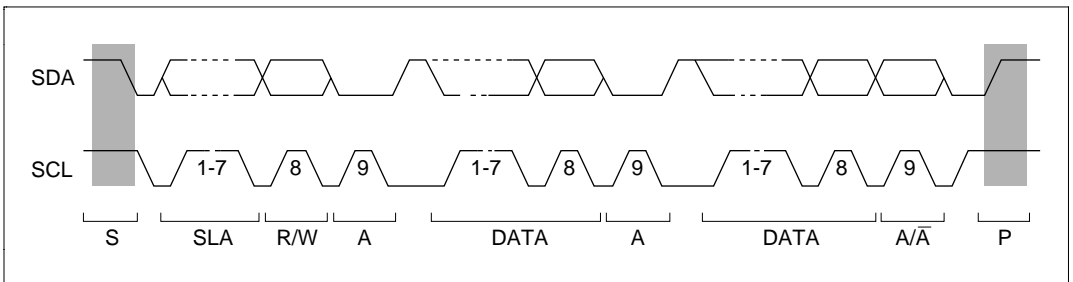 SDA
SCL 1-7 8 9 1-7 8 9 1-7 8 9
S SLA R/W A DATA A DATA A/A̅ P